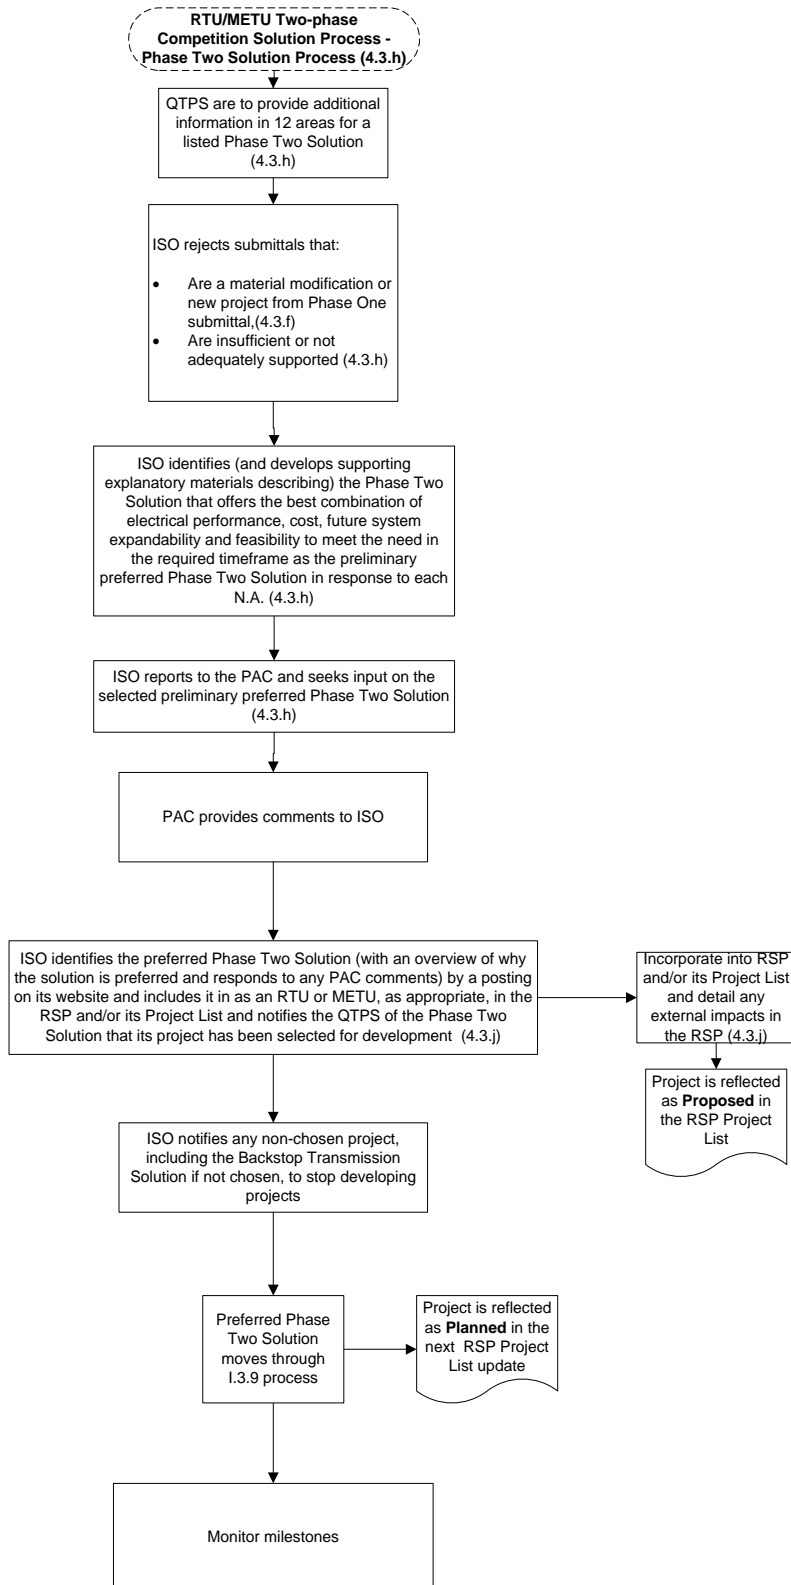 RTU/METU Two-phase
Competition Solution Process -
Phase Two Solution Process (4.3.h)
QTPS are to provide additional
information in 12 areas for a
listed Phase Two Solution
(4.3.h)
ISO rejects submittals that:
• Are a material modification or
new project from Phase One
submittal,(4.3.f)
• Are insufficient or not
adequately supported (4.3.h)
ISO identifies (and develops supporting
explanatory materials describing) the Phase Two
Solution that offers the best combination of
electrical performance, cost, future system
expandability and feasibility to meet the need in
the required timeframe as the preliminary
preferred Phase Two Solution in response to each
N.A. (4.3.h)
ISO reports to the PAC and seeks input on the
selected preliminary preferred Phase Two Solution
(4.3.h)
PAC provides comments to ISO
ISO identifies the preferred Phase Two Solution (with an overview of why
the solution is preferred and responds to any PAC comments) by a posting
on its website and includes it in as an RTU or METU, as appropriate, in the
RSP and/or its Project List and notifies the QTPS of the Phase Two
Solution that its project has been selected for development (4.3.j)
Incorporate into RSP
and/or its Project List
and detail any
external impacts in
the RSP (4.3.j)
Project is reflected
as Proposed in
the RSP Project
List
ISO notifies any non-chosen project,
including the Backstop Transmission
Solution if not chosen, to stop developing
projects
Preferred Phase
Two Solution
moves through
I.3.9 process
Project is reflected
as Planned in the
next RSP Project
List update
Monitor milestones